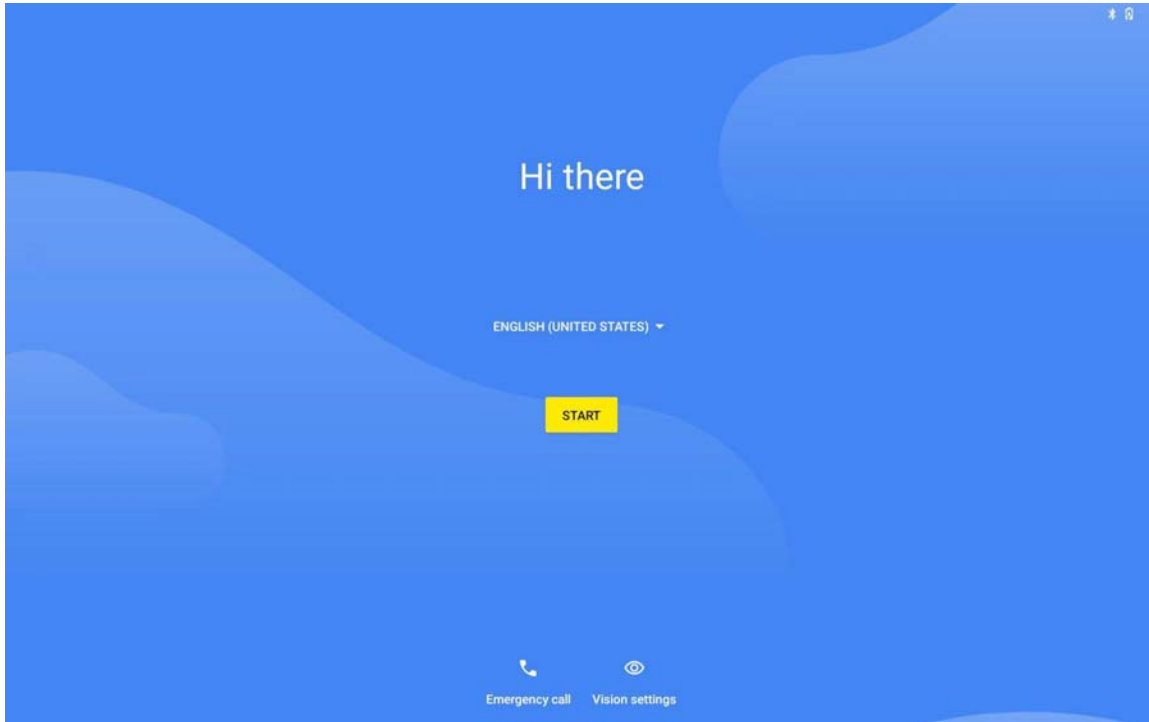 Hi there
ENGLISH (UNITED STATES)
START
Emergency call
Vision settings